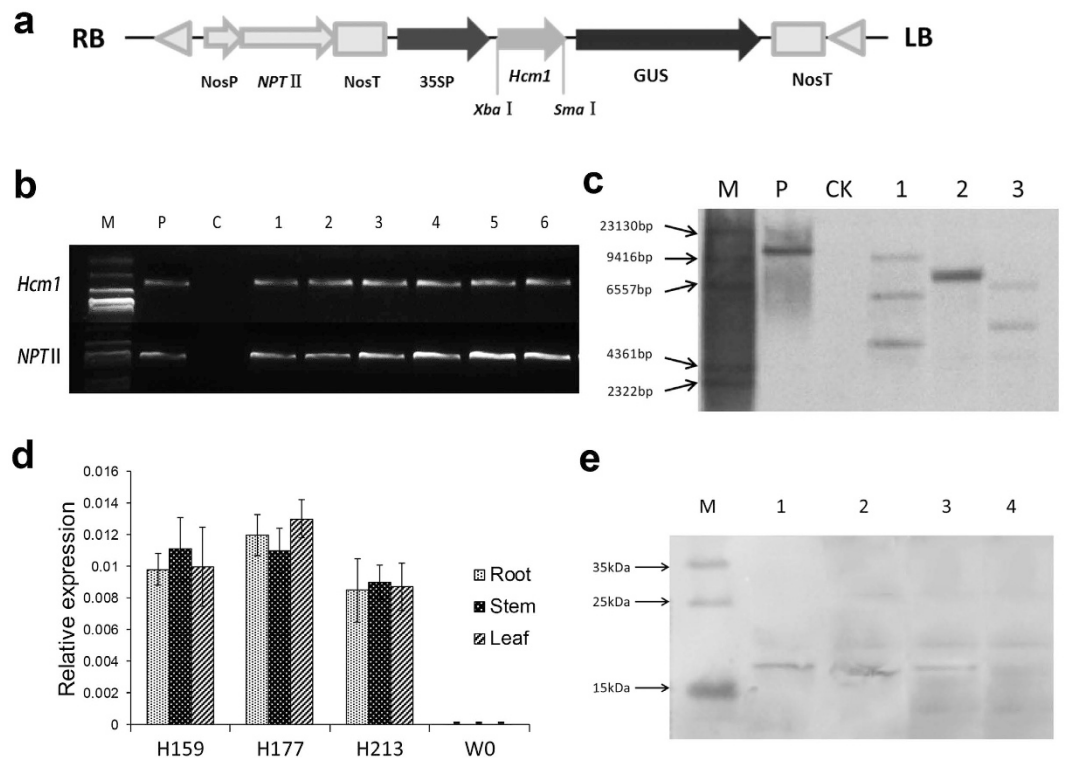 a
RB
LB
NosP NPTⅡ NosT 35SP Hcm1 GUS NosT
XbaⅠ SmaⅠ
b
M P C 1 2 3 4 5 6
Hcm1
NPTⅡ
c
M P CK 1 2 3
23130bp
9416bp
6557bp
4361bp
2322bp
d
Relative expression
0.016
0.014
0.012
0.01
0.008
0.006
0.004
0.002
0
H159 H177 H213 W0
Root
Stem
Leaf
e
M 1 2 3 4
35kDa
25kDa
15kDa